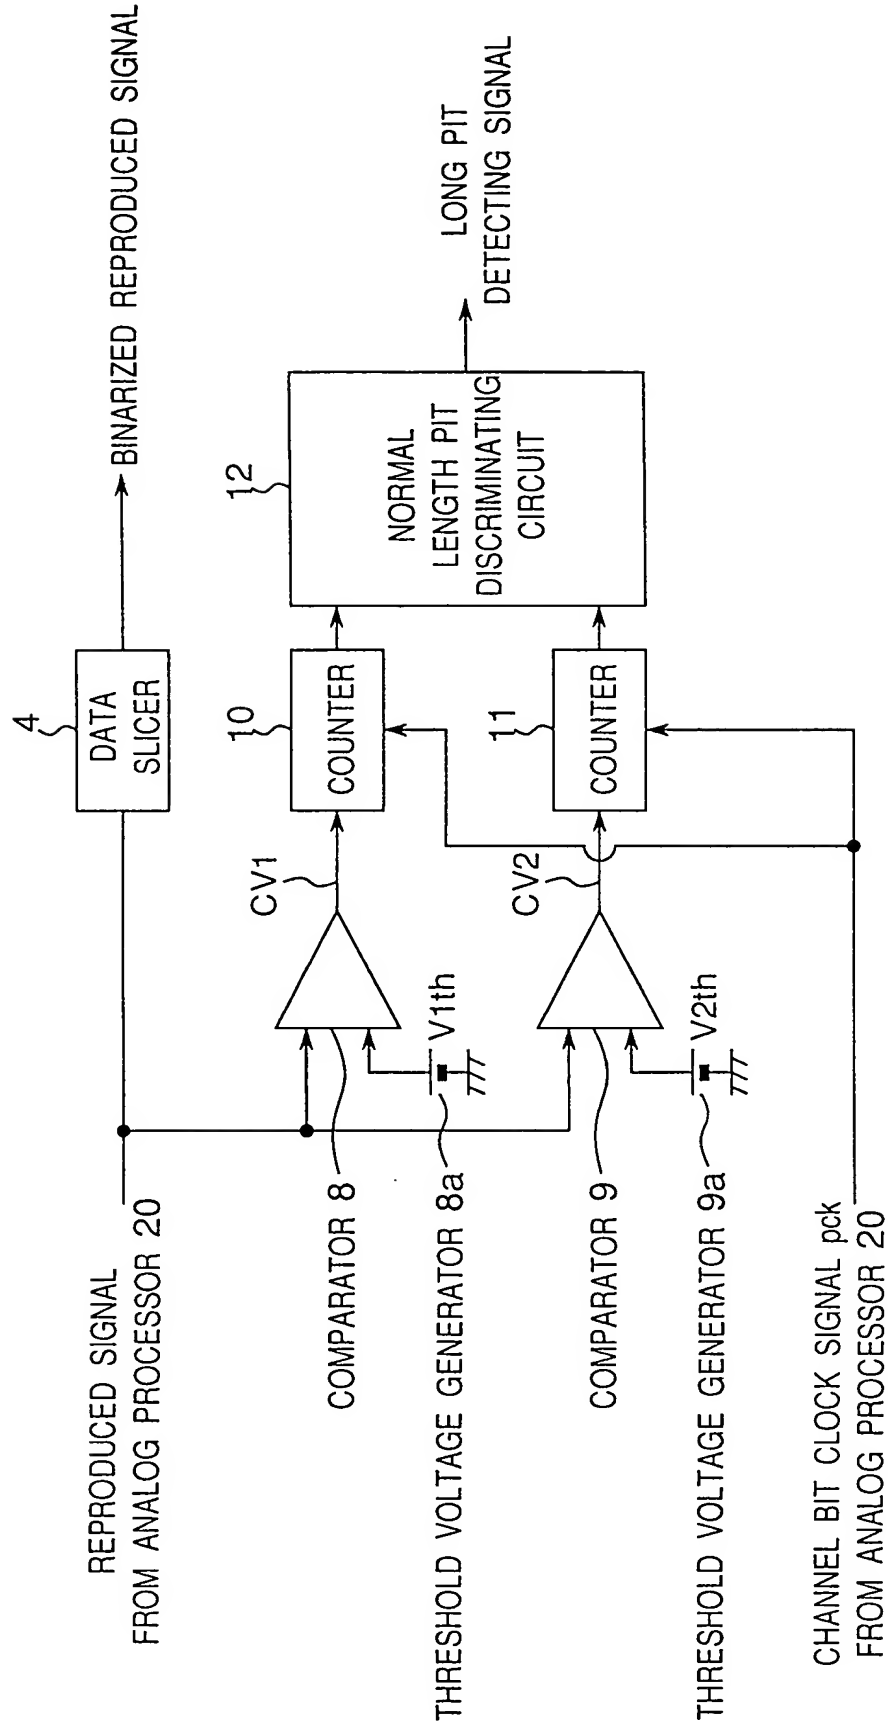 REPRODUCED SIGNAL
FROM ANALOG PROCESSOR 20
4
DATA
SLICER
BINARIZED REPRODUCED SIGNAL
COMPARATOR 8
CV1
10
COUNTER
12
NORMAL
LENGTH PIT
DISCRIMINATING
CIRCUIT
LONG PIT
DETECTING SIGNAL
THRESHOLD VOLTAGE GENERATOR 8a
V1th
COMPARATOR 9
CV2
11
COUNTER
THRESHOLD VOLTAGE GENERATOR 9a
V2th
CHANNEL BIT CLOCK SIGNAL pck
FROM ANALOG PROCESSOR 20